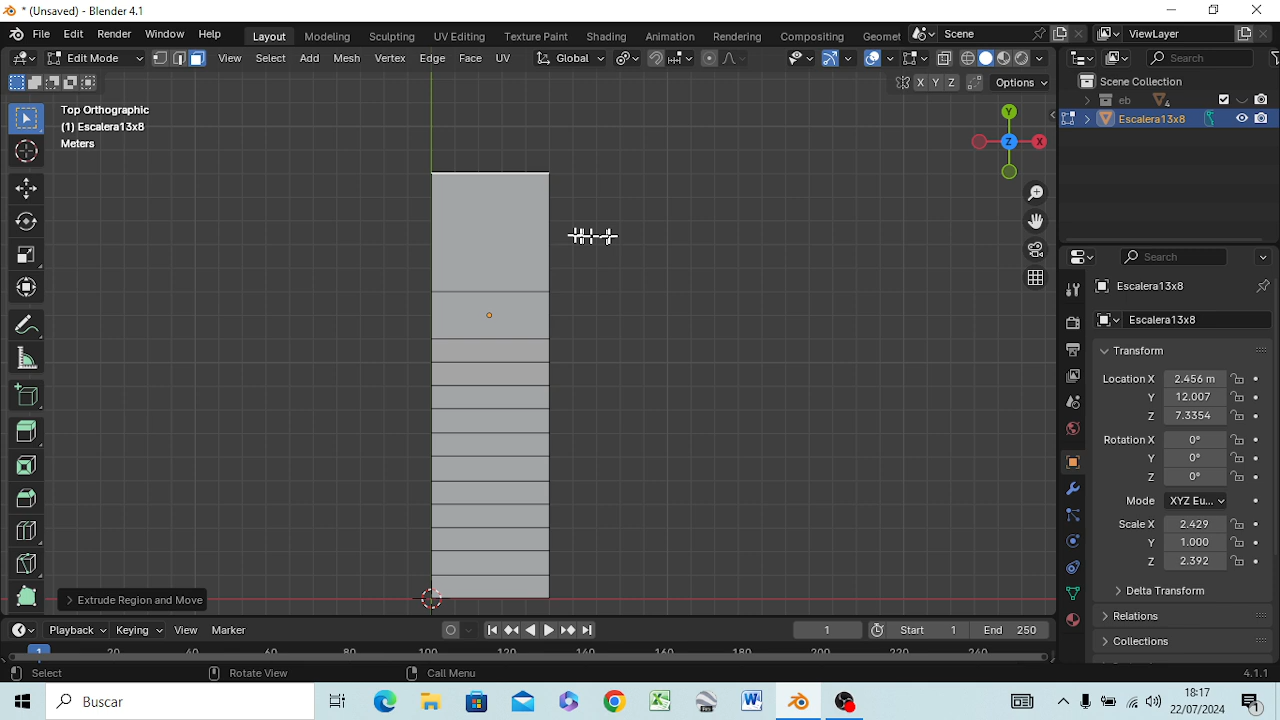 * (Unsaved) - Blender 4.1
File Edit Render Window Help Layout Modeling Sculpting UV Editing Texture Paint Shading Animation Rendering Compositing Geomet Scene ViewLayer
Edit Mode View Select Add Mesh Vertex Edge Face UV Global Search
X Y Z Options
Scene Collection
eb 4
Escalera13x8
Top Orthographic
(1) Escalera13x8
Meters
Y
Z X
Search
Escalera13x8
Escalera13x8
Transform
Location X 2.456 m
Y 12.007
Z 7.3354
Rotation X 0°
Y 0°
Z 0°
Mode XYZ Eu...
Scale X 2.429
Y 1.000
Z 2.392
Delta Transform
Relations
Collections
Extrude Region and Move
Playback Keying View Marker 1 Start 1 End 250
1 20 40 60 80 100 120 140 160 180 200 220 240
Select Rotate View Call Menu 4.1.1
Buscar
18:17
22/07/2024
1